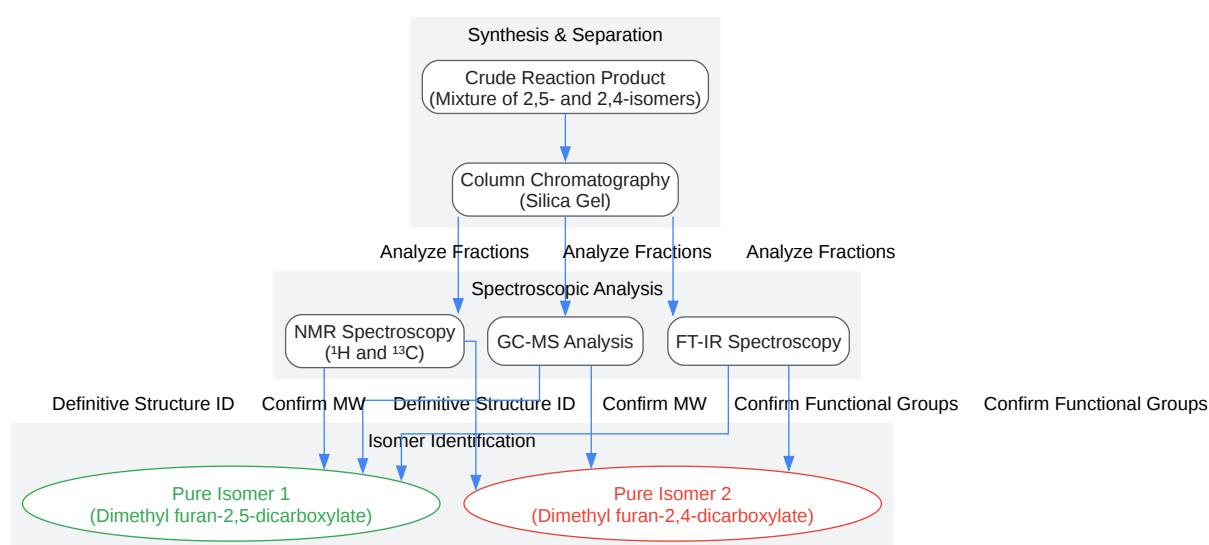 Synthesis & Separation
Crude Reaction Product
(Mixture of 2,5- and 2,4-isomers)
Column Chromatography
(Silica Gel)
Analyze Fractions
Analyze Fractions
Analyze Fractions
Spectroscopic Analysis
NMR Spectroscopy
(¹H and ¹³C)
GC-MS Analysis
FT-IR Spectroscopy
Definitive Structure ID
Confirm MW
Definitive Structure ID
Confirm MW
Confirm Functional Groups
Confirm Functional Groups
Isomer Identification
Pure Isomer 1
(Dimethyl furan-2,5-dicarboxylate)
Pure Isomer 2
(Dimethyl furan-2,4-dicarboxylate)